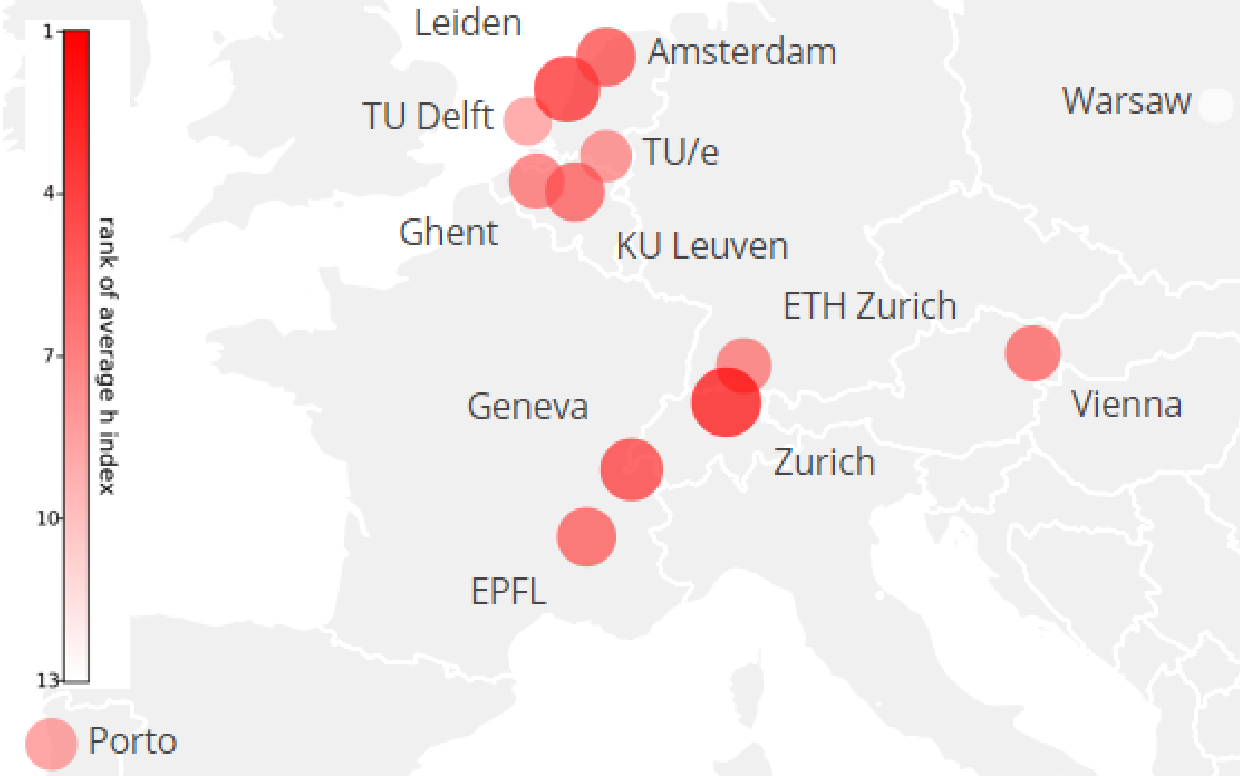 Leiden
1
Amsterdam
Warsaw
TU Delft
TU/e
4
Ghent
KU Leuven
rank of average h index
ETH Zurich
7
Geneva
Vienna
Zurich
10
EPFL
13
Porto